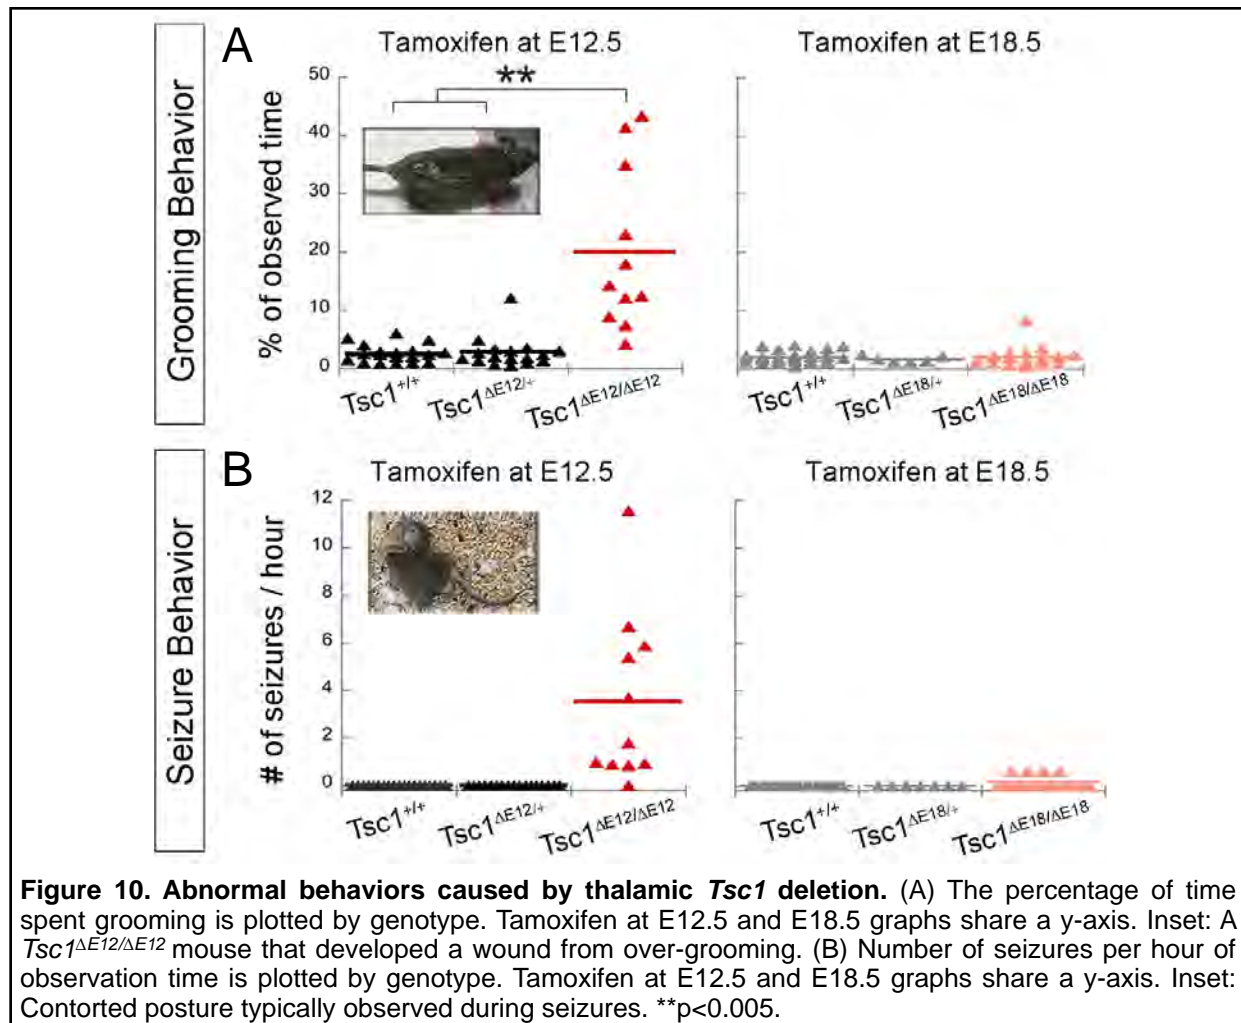 A
Tamoxifen at E12.5
Tamoxifen at E18.5
Grooming Behavior
% of observed time
50
40
30
20
10
0
**
Tsc1+/+
Tsc1ΔE12/+
Tsc1ΔE12/ΔE12
Tsc1+/+
Tsc1ΔE18/+
Tsc1ΔE18/ΔE18
B
Tamoxifen at E12.5
Tamoxifen at E18.5
Seizure Behavior
# of seizures / hour
12
10
8
6
4
2
0
Tsc1+/+
Tsc1ΔE12/+
Tsc1ΔE12/ΔE12
Tsc1+/+
Tsc1ΔE18/+
Tsc1ΔE18/ΔE18
Figure 10. Abnormal behaviors caused by thalamic Tsc1 deletion. (A) The percentage of time
spent grooming is plotted by genotype. Tamoxifen at E12.5 and E18.5 graphs share a y-axis. Inset: A
Tsc1ΔE12/ΔE12 mouse that developed a wound from over-grooming. (B) Number of seizures per hour of
observation time is plotted by genotype. Tamoxifen at E12.5 and E18.5 graphs share a y-axis. Inset:
Contorted posture typically observed during seizures. **p<0.005.